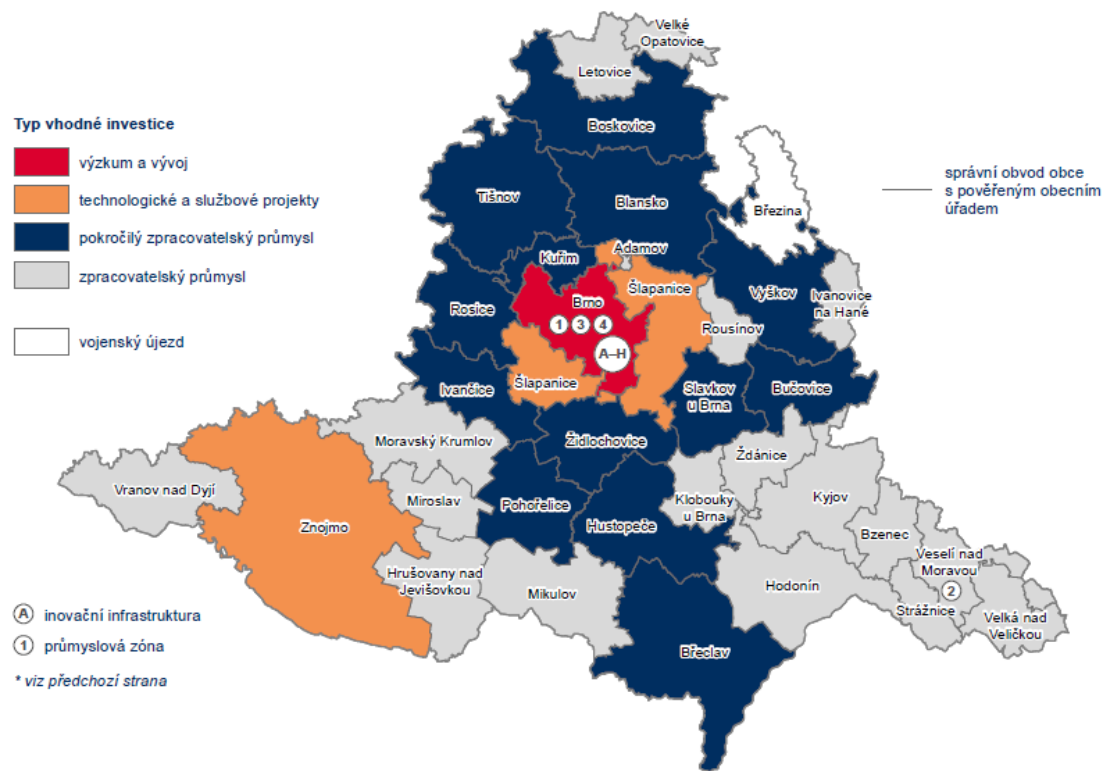 Velké
Opatovice
Letovice
Typ vhodné investice
výzkum a vývoj
technologické a službové projekty
pokročilý zpracovatelský průmysl
zpracovatelský průmysl
vojenský újezd
Boskovice
správní obvod obce
s pověřeným obecním
úřadem
Tišnov
Blansko
Březina
Adamov
Kuřim
Šlapanice
Vyškov
Ivanovice
na Hané
Rosice
Brno
1 3 4
Rousínov
A–H
Ivančice
Šlapanice
Slavkov
u Brna
Bučovice
Moravský Krumlov
Židlochovice
Ždánice
Vranov nad Dyjí
Miroslav
Pohořelice
Klobouky
u Brna
Kyjov
Znojmo
Hustopeče
Bzenec
Veselí nad
Moravou
2
Hrušovany nad
Jevišovkou
Mikulov
Hodonín
Strážnice
Velká nad
Veličkou
Břeclav
A inovační infrastruktura
1 průmyslová zóna
* viz předchozí strana